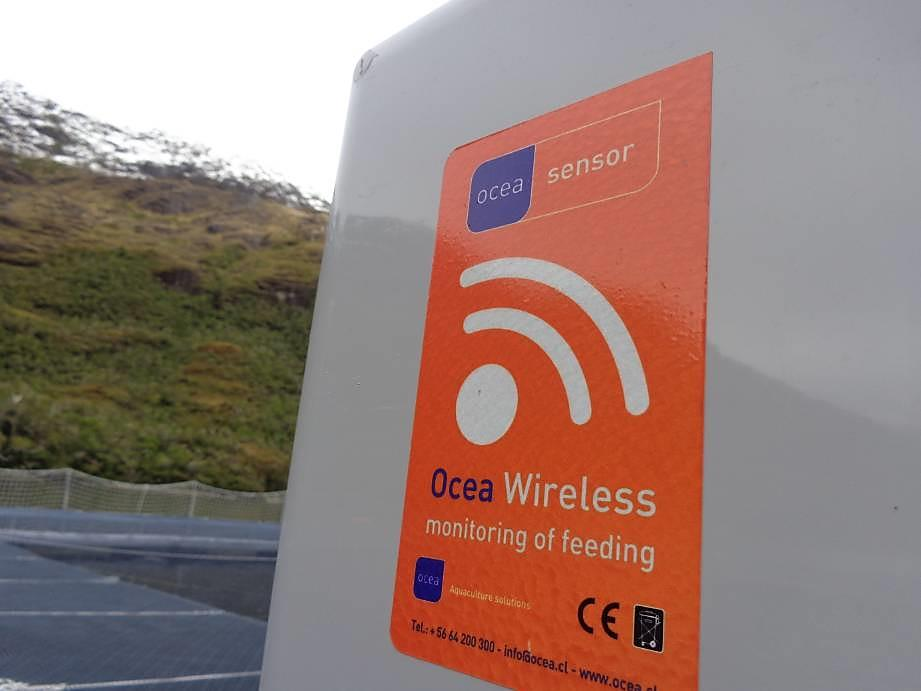 ocea sensor
Ocea Wireless
monitoring of feeding
ocea Aquaculture solutions
CE
Tel.: +56 64 200 300 - info@ocea.cl - www.ocea.cl